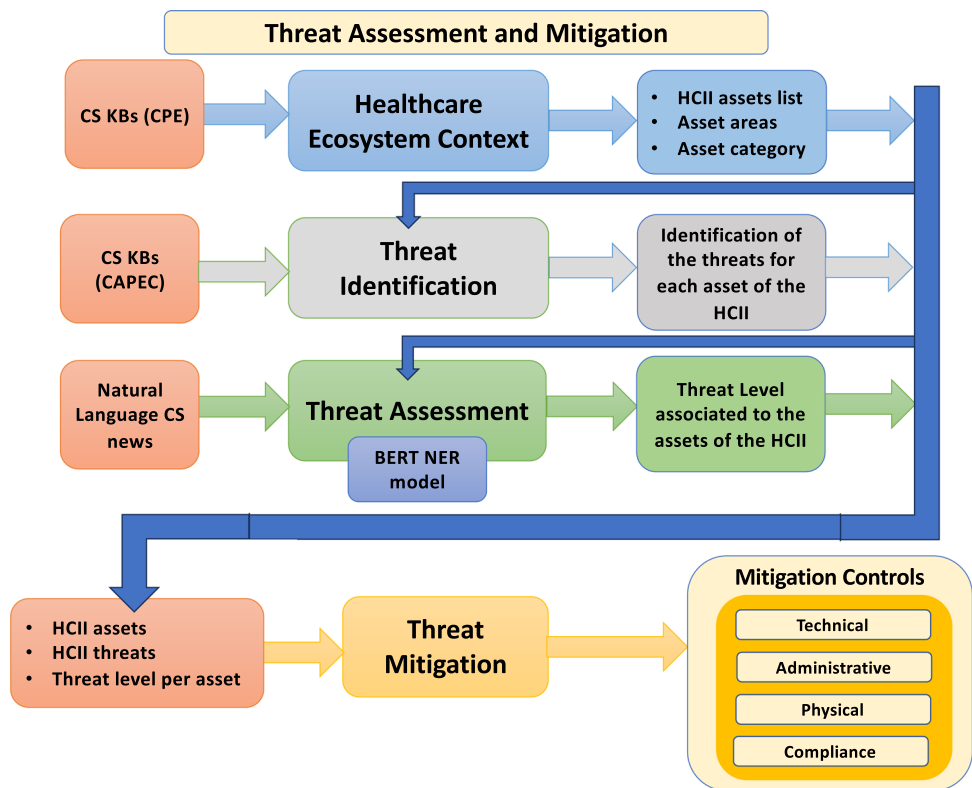 Threat Assessment and Mitigation
CS KBs (CPE)
Healthcare
Ecosystem Context
• HCII assets list
• Asset areas
• Asset category
CS KBs
(CAPEC)
Threat
Identification
Identification of
the threats for
each asset of the
HCII
Natural
Language CS
news
Threat Assessment
BERT NER
model
Threat Level
associated to the
assets of the HCII
• HCII assets
• HCII threats
• Threat level per asset
Threat
Mitigation
Mitigation Controls
Technical
Administrative
Physical
Compliance